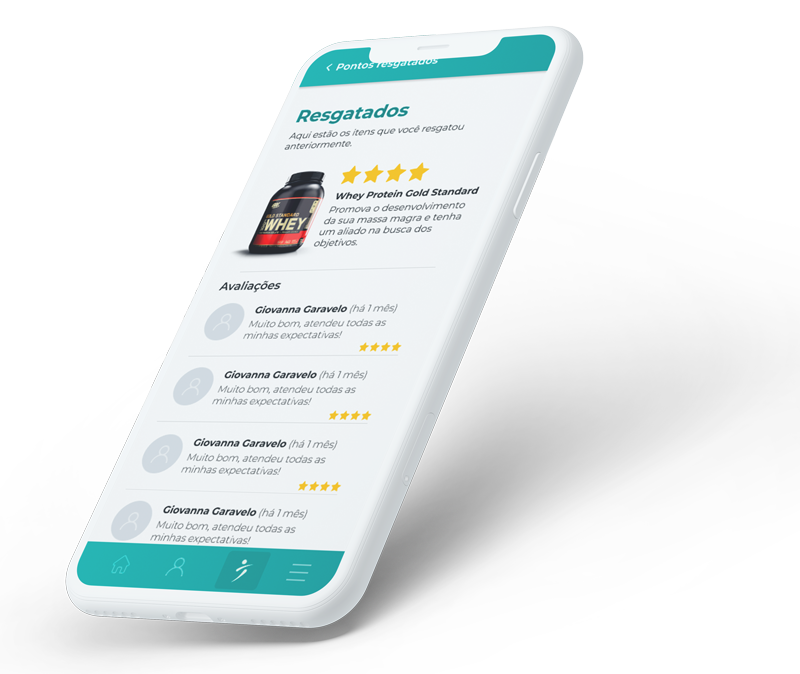 Pontos resgatados
Resgatados
Aqui estão os itens que você resgatou
anteriormente.
Whey Protein Gold Standard
Promova o desenvolvimento
da sua massa magra e tenha
um aliado na busca dos
objetivos.
GOLD STANDARD
WHEY
Avaliações
Giovanna Garavelo (há 1 mês)
Muito bom, atendeu todas as
minhas expectativas!
Giovanna Garavelo (há 1 mês)
Muito bom, atendeu todas as
minhas expectativas!
Giovanna Garavelo (há 1 mês)
Muito bom, atendeu todas as
minhas expectativas!
Giovanna Garavelo (há 1 mês)
Muito bom, atendeu todas as
minhas expectativas!